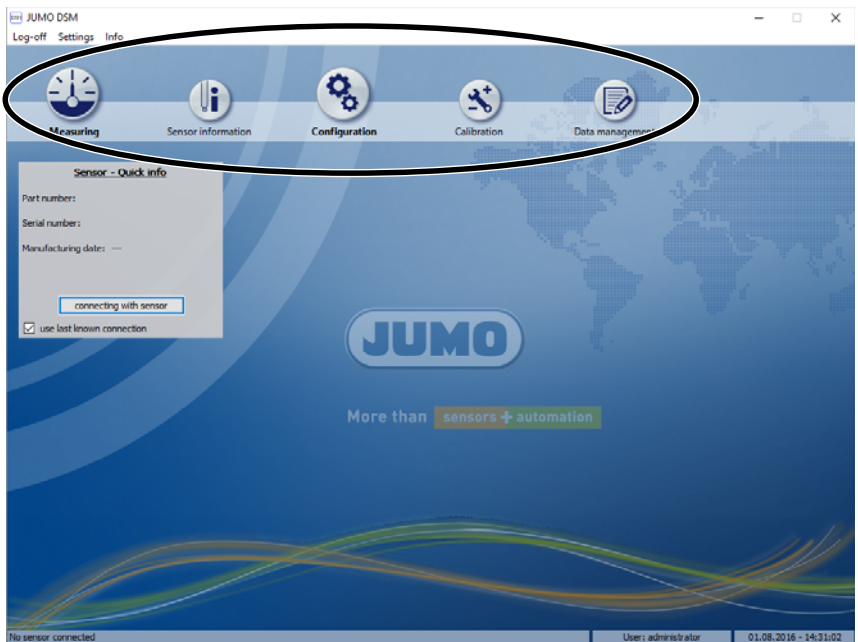 JUMO DSM
Log-off Settings Info
Measuring Sensor information Configuration Calibration Data management
Sensor - Quick info
Part number:
Serial number:
Manufacturing date: ---
connecting with sensor
use last known connection
JUMO
More than sensors + automation
No sensor connected User: administrator 01.08.2016 - 14:31:02